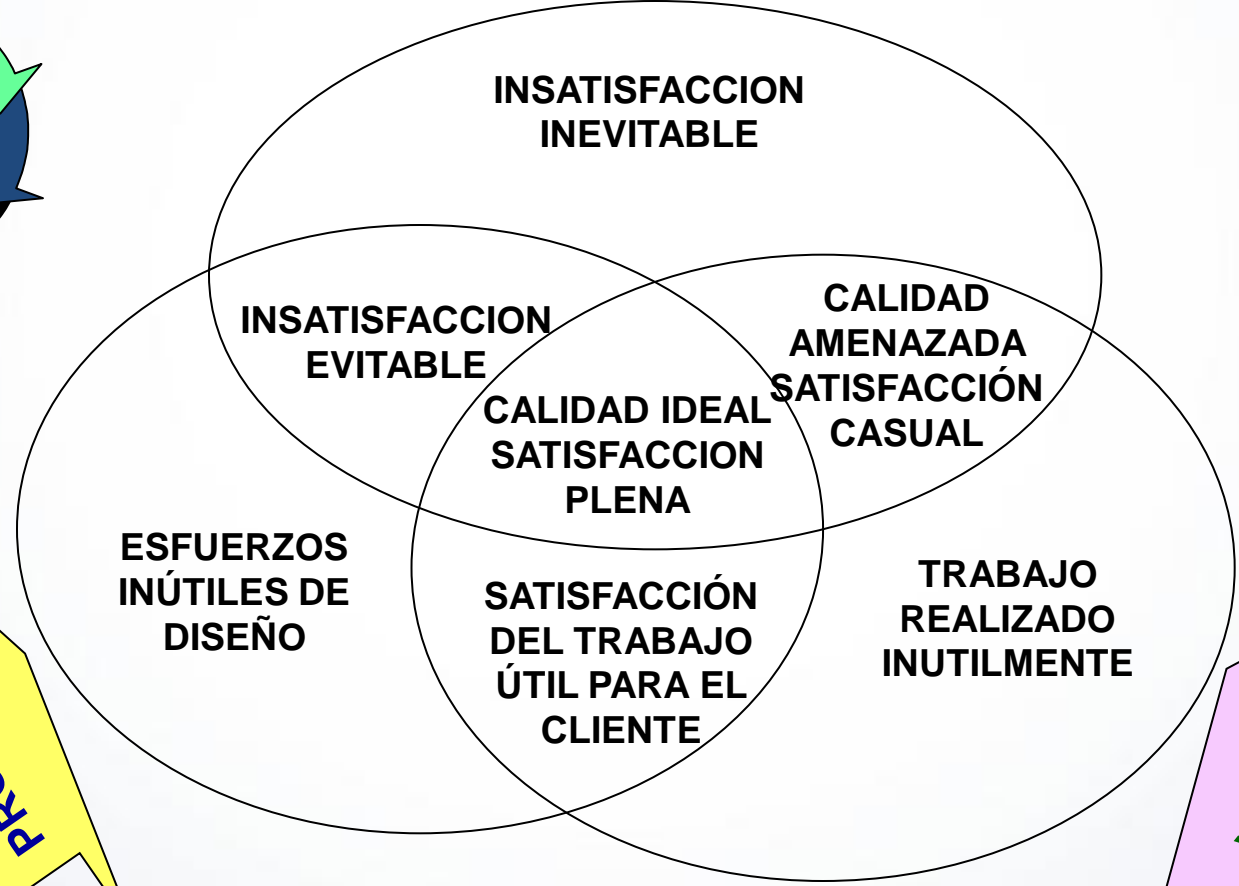 INSATISFACCION
INEVITABLE
INSATISFACCION
EVITABLE
CALIDAD
AMENAZADA
SATISFACCIÓN
CASUAL
CALIDAD IDEAL
SATISFACCION
PLENA
ESFUERZOS
INÚTILES DE
DISEÑO
SATISFACCIÓN
DEL TRABAJO
ÚTIL PARA EL
CLIENTE
TRABAJO
REALIZADO
INUTILMENTE